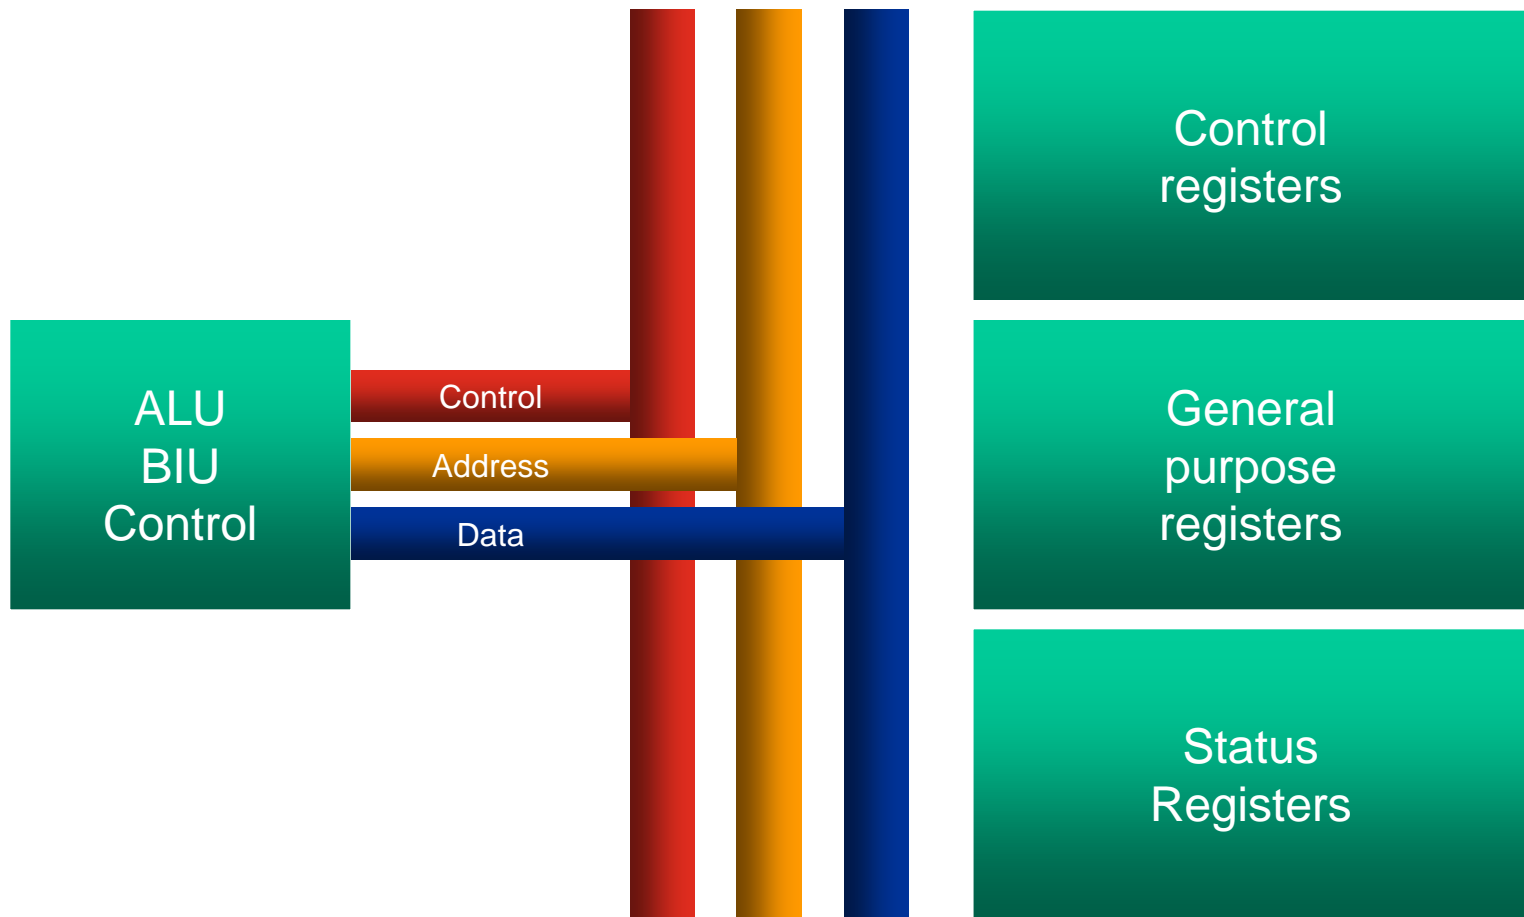 ALU
BIU
Control
Control
Address
Data
Control
registers
General
purpose
registers
Status
Registers